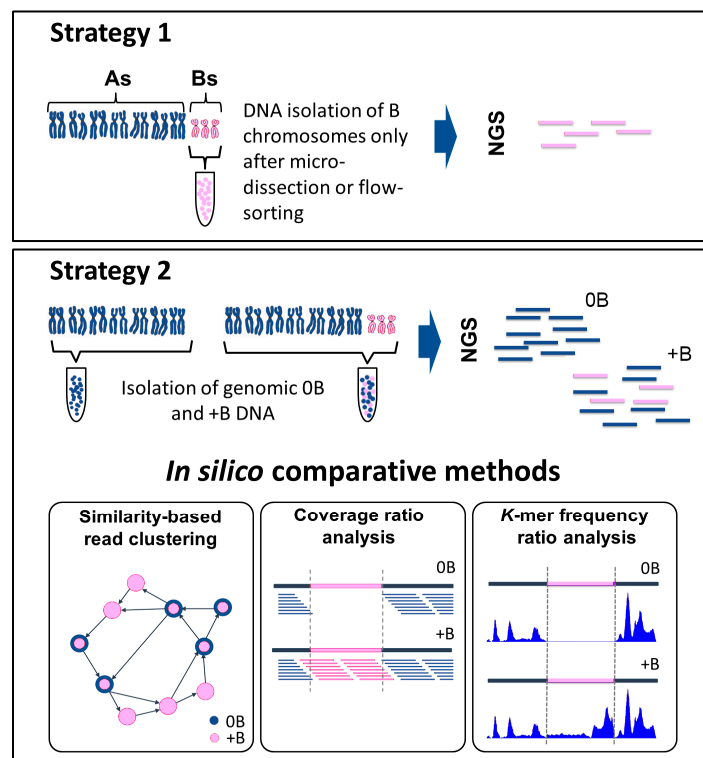 Strategy 1
As
Bs
DNA isolation of B
chromosomes only
after micro-
dissection or flow-
sorting
NGS
Strategy 2
Isolation of genomic 0B
and +B DNA
NGS
0B
+B
In silico comparative methods
Similarity-based
read clustering
0B
+B
Coverage ratio
analysis
0B
+B
K-mer frequency
ratio analysis
0B
+B